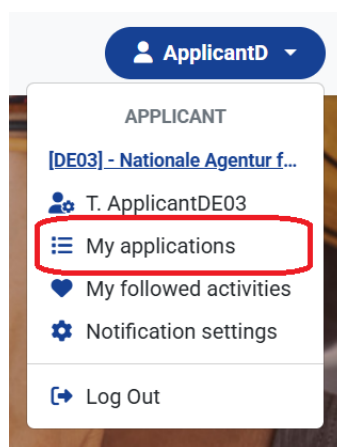 ApplicantD
APPLICANT
[DE03] - Nationale Agentur f...
T. ApplicantDE03
My applications
My followed activities
Notification settings
Log Out